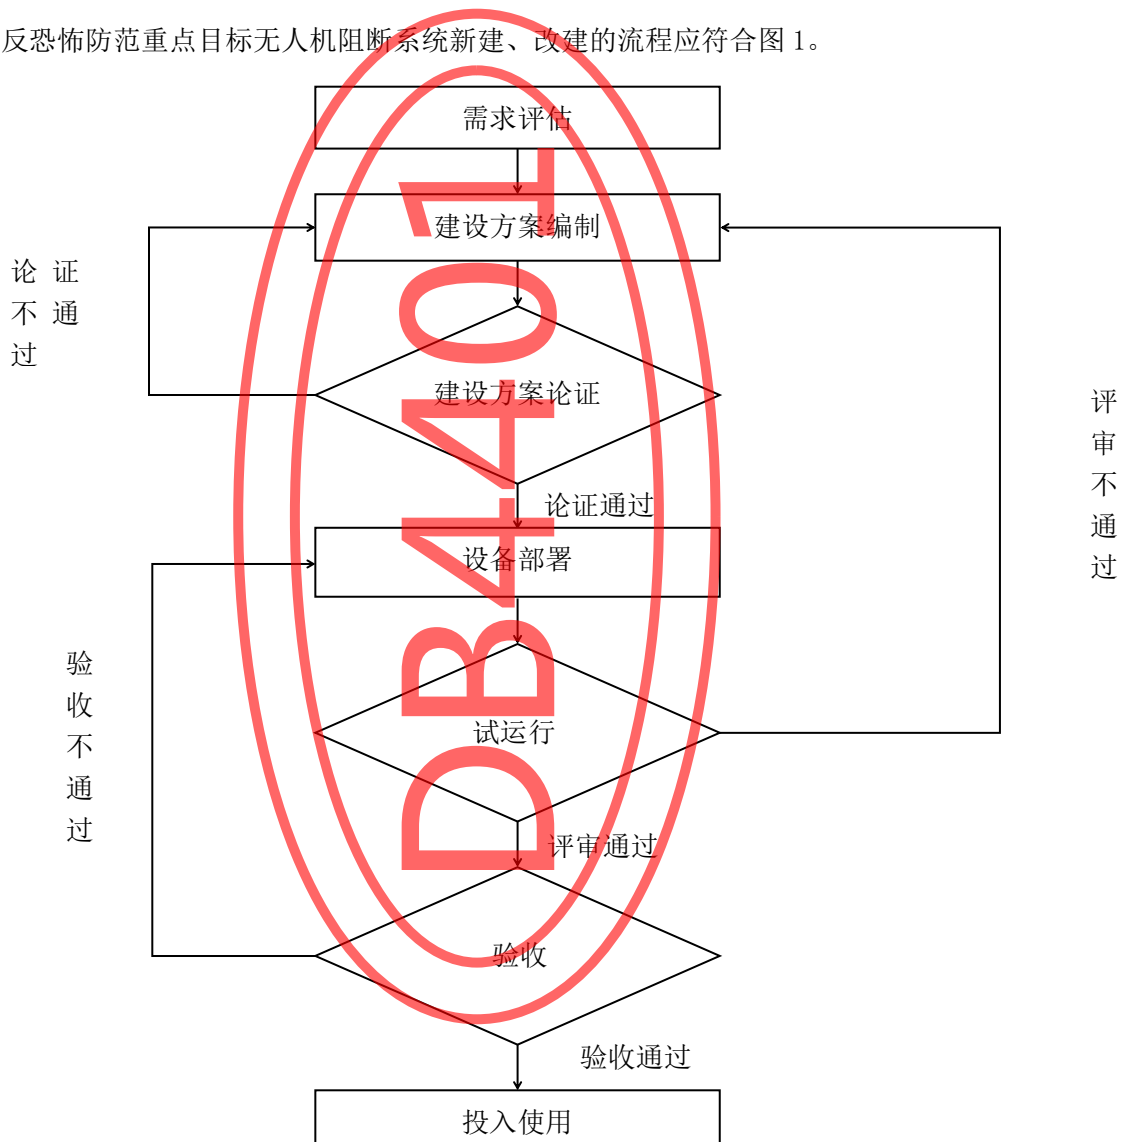 反恐怖防范重点目标无人机阻断系统新建、改建的流程应符合图 1。
需求评估
建设方案编制
论 证
不 通
过
建设方案论证
论证通过
评
审
不
通
过
设备部署
验
收
不
通
过
试运行
评审通过
验收
验收通过
投入使用
DB4401